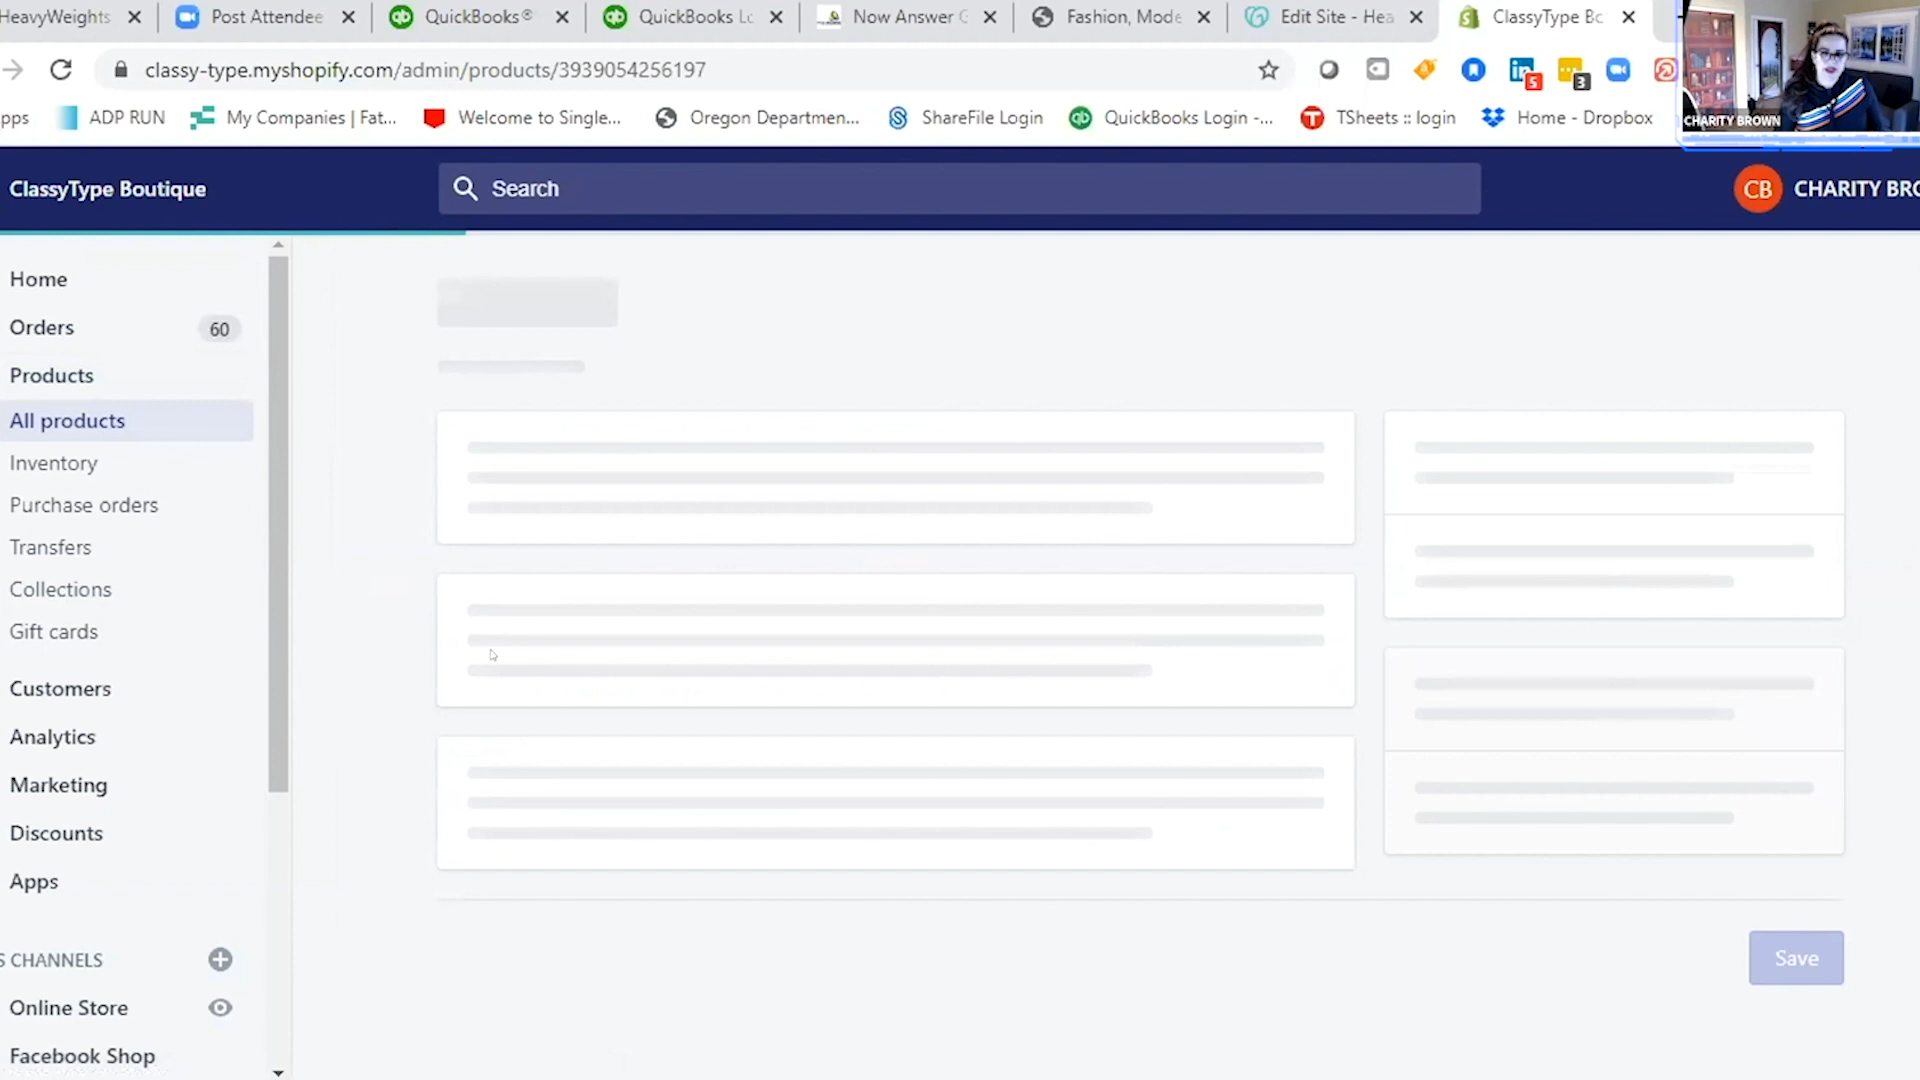 HeavyWeights
Post Attendee
QuickBooks®
QuickBooks Lo
Now Answer G
Fashion, Mode
Edit Site - Hea
ClassyType Bc
classy-type.myshopify.com/admin/products/3939054256197
5
3
pps
ADP RUN
My Companies | Fat...
Welcome to Single...
Oregon Departmen...
ShareFile Login
QuickBooks Login -...
TSheets :: login
Home - Dropbox
CHARITY BROWN
ClassyType Boutique
Search
CB
CHARITY BRO
Home
Orders
60
Products
All products
Inventory
Purchase orders
Transfers
Collections
Gift cards
Customers
Analytics
Marketing
Discounts
Apps
S CHANNELS
Online Store
Facebook Shop
Save